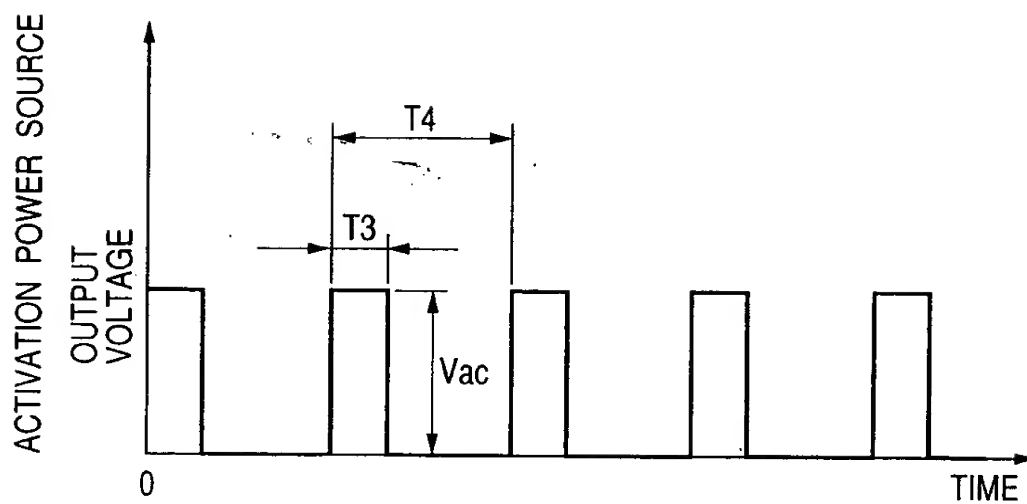 ACTIVATION POWER SOURCE
OUTPUT
VOLTAGE
T4
T3
Vac
0
TIME